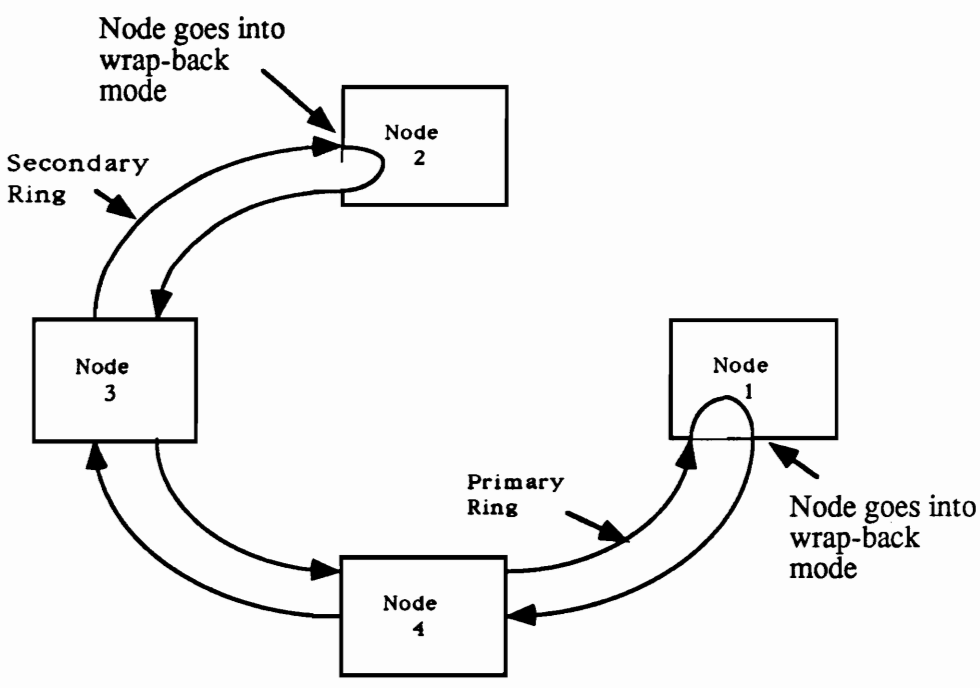 Node goes into
wrap-back
mode
Node
2
Secondary
Ring
Node
3
Node
1
Primary
Ring
Node goes into
wrap-back
mode
Node
4